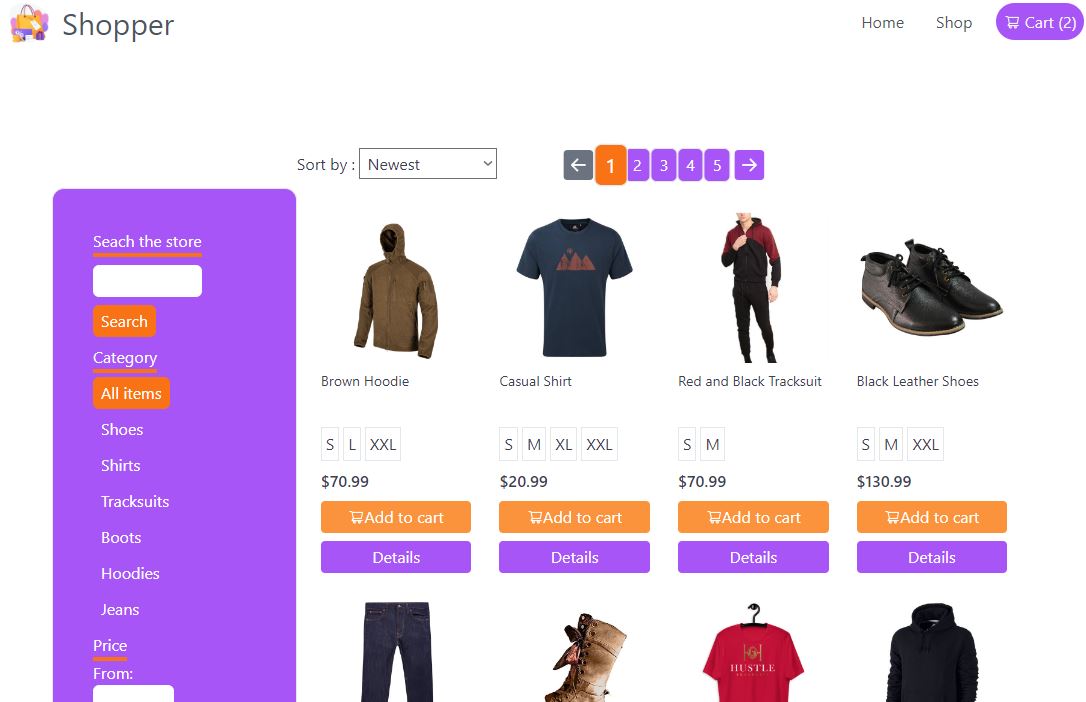 Shopper
Home Shop Cart (2)
Sort by : Newest
1 2 3 4 5
Seach the store
Search
Category
All items
Shoes
Shirts
Tracksuits
Boots
Hoodies
Jeans
Price
From:
Brown Hoodie Casual Shirt Red and Black Tracksuit Black Leather Shoes
S L XXL S M XL XXL S M S M XXL
$70.99 $20.99 $70.99 $130.99
Add to cart Add to cart Add to cart Add to cart
Details Details Details Details
HUSTLE